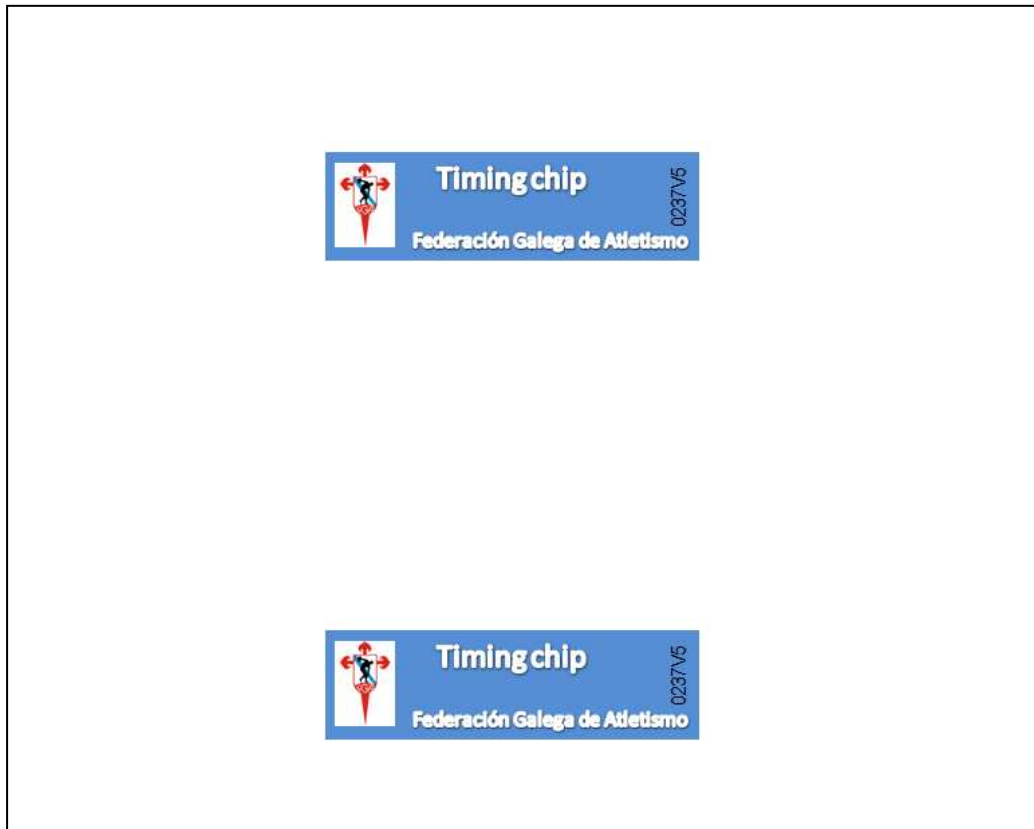 Timing chip
0237V5
Federación Galega de Atletismo
Timing chip
0237V5
Federación Galega de Atletismo